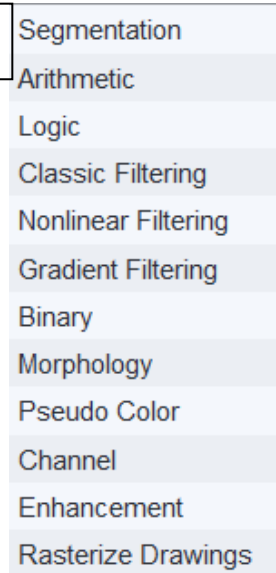 Segmentation
Arithmetic
Logic
Classic Filtering
Nonlinear Filtering
Gradient Filtering
Binary
Morphology
Pseudo Color
Channel
Enhancement
Rasterize Drawings